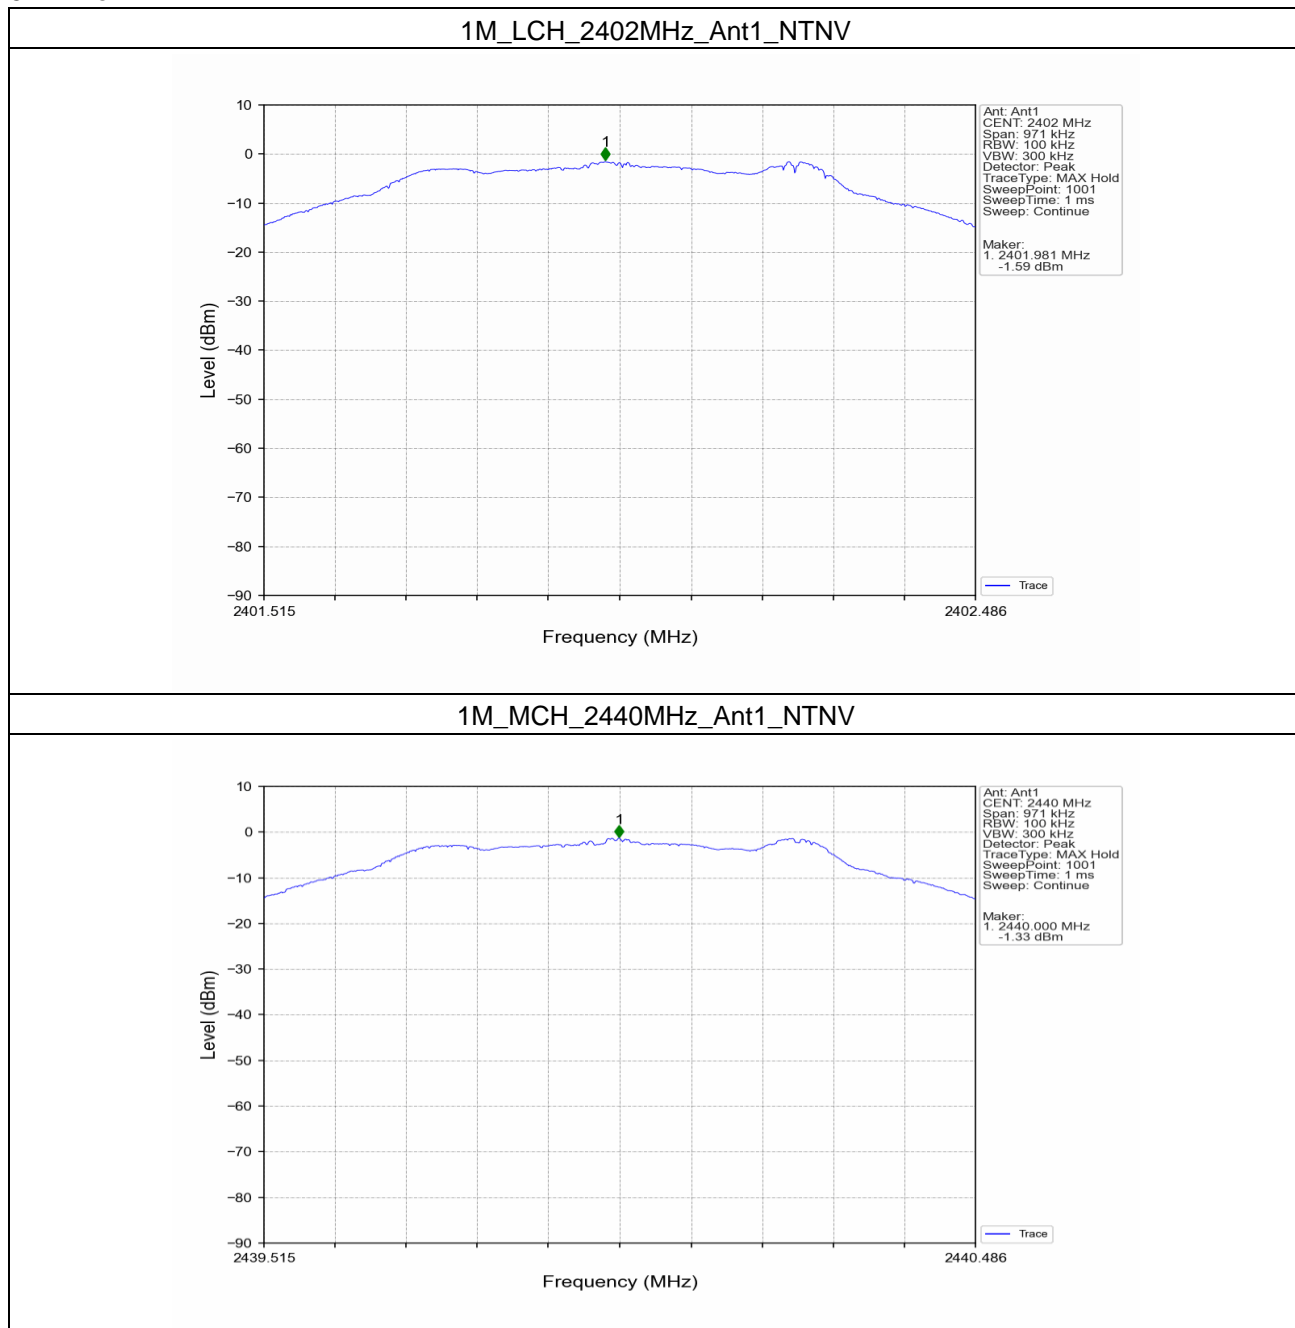 1M_LCH_2402MHz_Ant1_NTNV
10
0
−10
−20
−30
−40
−50
−60
−70
−80
−90
Level (dBm)
1
2401.515
2402.486
Frequency (MHz)
Ant: Ant1
CENT: 2402 MHz
Span: 971 kHz
RBW: 100 kHz
VBW: 300 kHz
Detector: Peak
TraceType: MAX Hold
SweepPoint: 1001
SweepTime: 1 ms
Sweep: Continue
Maker:
1. 2401.981 MHz
-1.59 dBm
Trace
1M_MCH_2440MHz_Ant1_NTNV
10
0
−10
−20
−30
−40
−50
−60
−70
−80
−90
Level (dBm)
1
2439.515
2440.486
Frequency (MHz)
Ant: Ant1
CENT: 2440 MHz
Span: 971 kHz
RBW: 100 kHz
VBW: 300 kHz
Detector: Peak
TraceType: MAX Hold
SweepPoint: 1001
SweepTime: 1 ms
Sweep: Continue
Maker:
1. 2440.000 MHz
-1.33 dBm
Trace